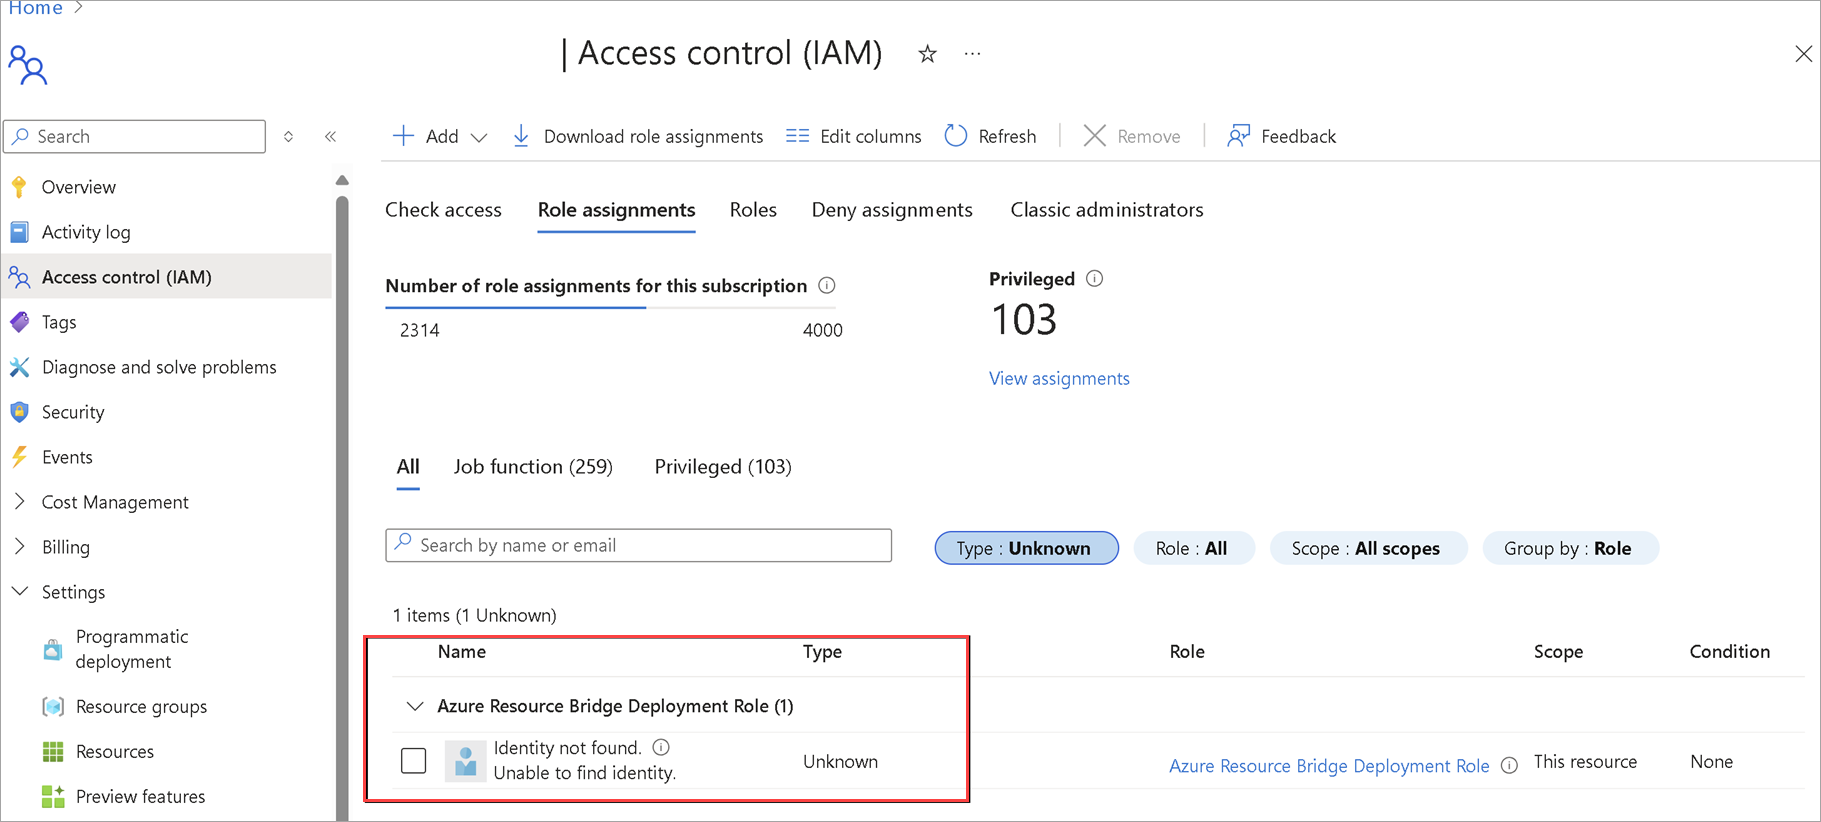 Home
| Access control (IAM)
Search
Add
Download role assignments
Edit columns
Refresh
Remove
Feedback
Overview
Activity log
Access control (IAM)
Tags
Diagnose and solve problems
Security
Events
Cost Management
Billing
Settings
Programmatic
deployment
Resource groups
Resources
Preview features
Check access
Role assignments
Roles
Deny assignments
Classic administrators
Number of role assignments for this subscription
2314
4000
Privileged
103
View assignments
All
Job function (259)
Privileged (103)
Search by name or email
Type : Unknown
Role : All
Scope : All scopes
Group by : Role
1 items (1 Unknown)
Name
Type
Role
Scope
Condition
Azure Resource Bridge Deployment Role (1)
Identity not found.
Unable to find identity.
Unknown
Azure Resource Bridge Deployment Role
This resource
None